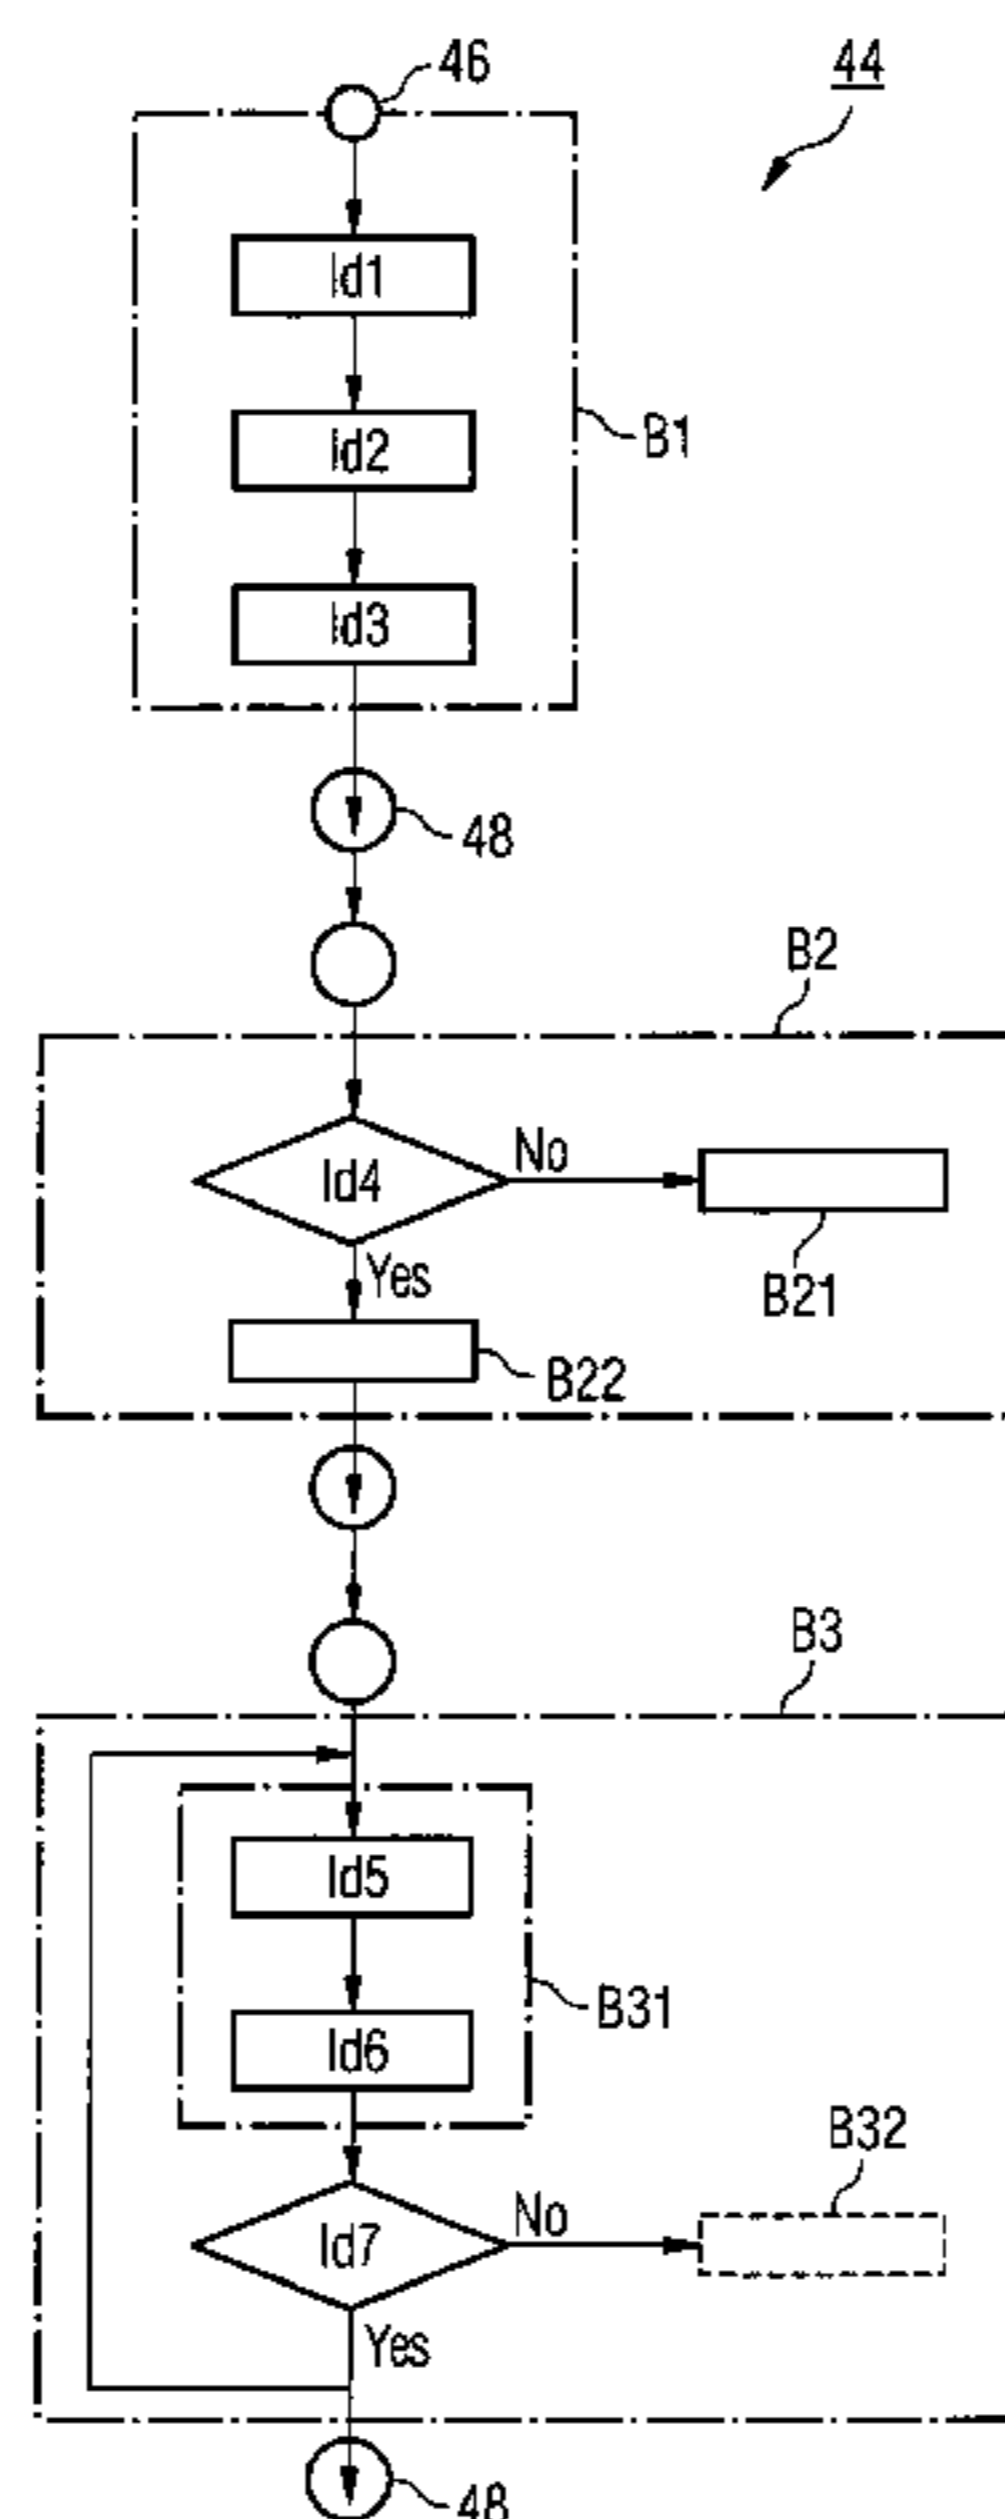 46
44
Id1
B1
Id2
Id3
48
B2
No
Id4
B21
Yes
B22
B3
Id5
B31
Id6
B32
No
Id7
Yes
48